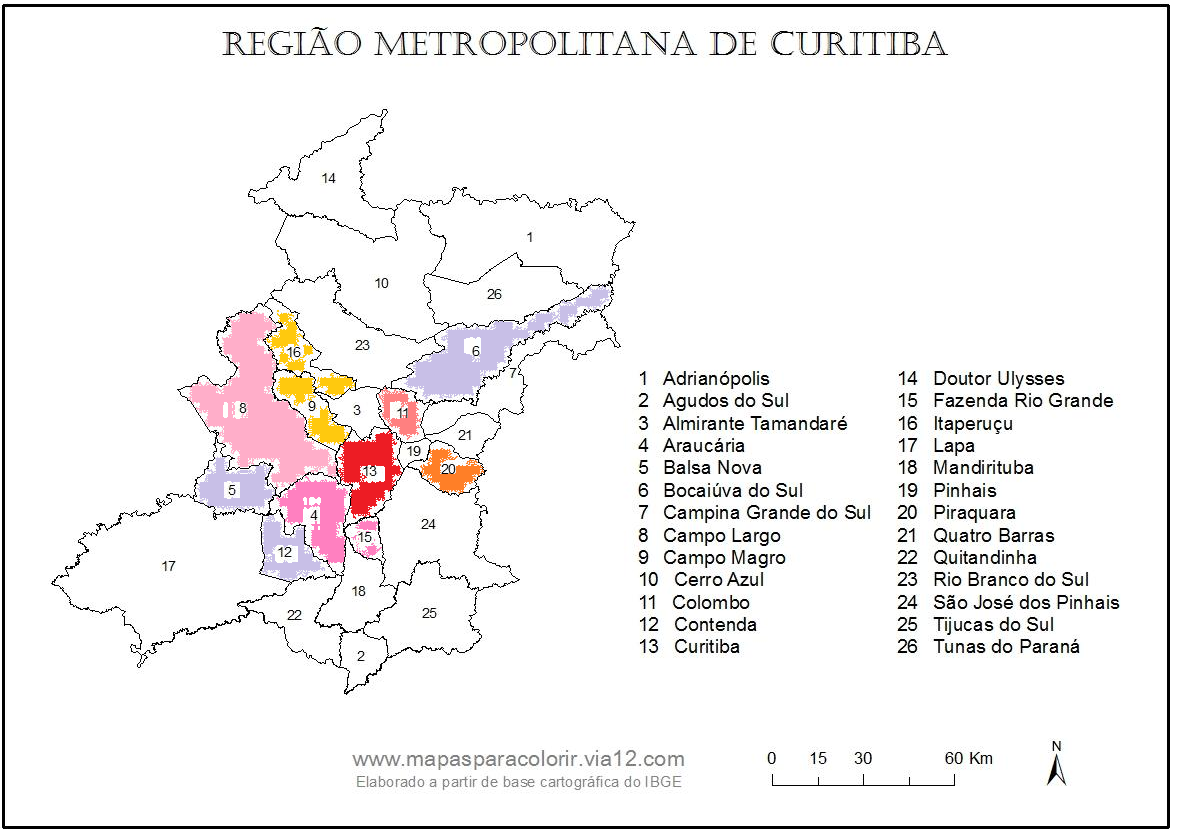 REGIÃO METROPOLITANA DE CURITIBA
14
1
10
26
23
6
16
7
8
9
3
11
21
19
13
20
5
4
24
15
12
17
18
22
25
2
1 Adrianópolis
2 Agudos do Sul
3 Almirante Tamandaré
4 Araucária
5 Balsa Nova
6 Bocaiúva do Sul
7 Campina Grande do Sul
8 Campo Largo
9 Campo Magro
10 Cerro Azul
11 Colombo
12 Contenda
13 Curitiba
14 Doutor Ulysses
15 Fazenda Rio Grande
16 Itaperuçu
17 Lapa
18 Mandirituba
19 Pinhais
20 Piraquara
21 Quatro Barras
22 Quitandinha
23 Rio Branco do Sul
24 São José dos Pinhais
25 Tijucas do Sul
26 Tunas do Paraná
www.mapasparacolorir.via12.com
Elaborado a partir de base cartográfica do IBGE
0 15 30 60 Km
N